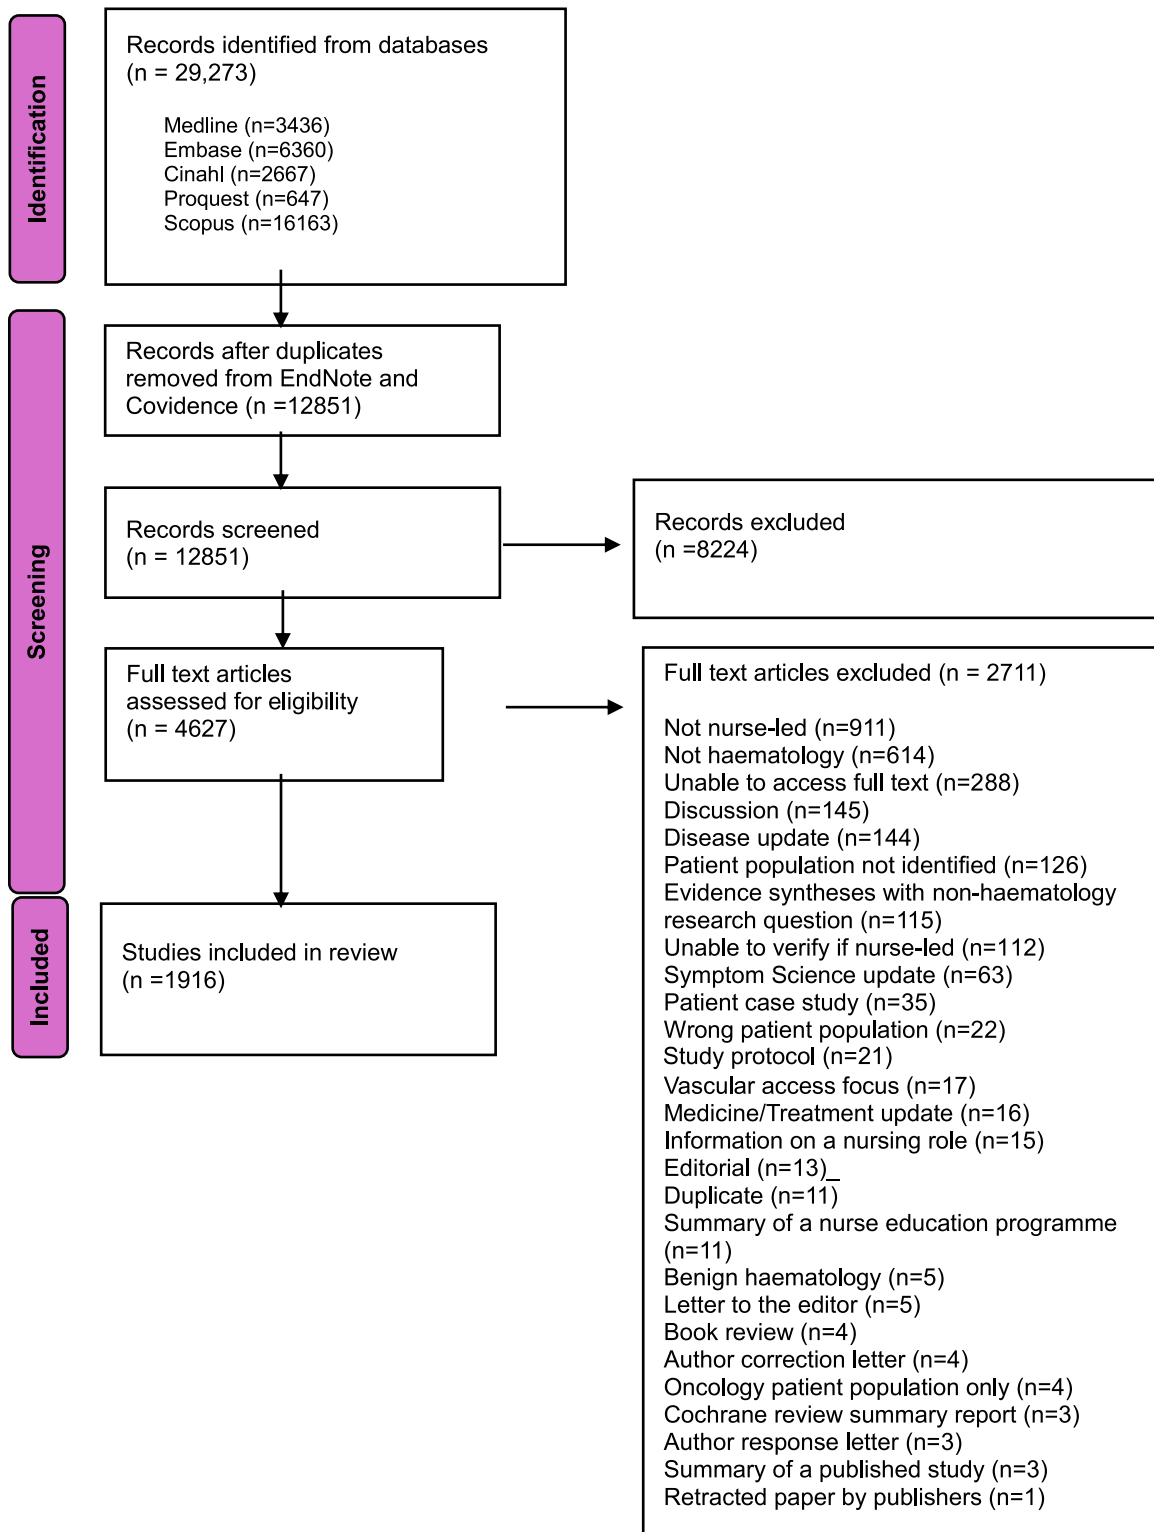 Identification
Records identified from databases
(n = 29,273)
Medline (n=3436)
Embase (n=6360)
Cinahl (n=2667)
Proquest (n=647)
Scopus (n=16163)
Screening
Records after duplicates
removed from EndNote and
Covidence (n =12851)
Records screened
(n = 12851)
Records excluded
(n =8224)
Full text articles
assessed for eligibility
(n = 4627)
Full text articles excluded (n = 2711)
Not nurse-led (n=911)
Not haematology (n=614)
Unable to access full text (n=288)
Discussion (n=145)
Disease update (n=144)
Patient population not identified (n=126)
Evidence syntheses with non-haematology
research question (n=115)
Unable to verify if nurse-led (n=112)
Symptom Science update (n=63)
Patient case study (n=35)
Wrong patient population (n=22)
Study protocol (n=21)
Vascular access focus (n=17)
Medicine/Treatment update (n=16)
Information on a nursing role (n=15)
Editorial (n=13)_
Duplicate (n=11)
Summary of a nurse education programme
(n=11)
Benign haematology (n=5)
Letter to the editor (n=5)
Book review (n=4)
Author correction letter (n=4)
Oncology patient population only (n=4)
Cochrane review summary report (n=3)
Author response letter (n=3)
Summary of a published study (n=3)
Retracted paper by publishers (n=1)
Included
Studies included in review
(n =1916)